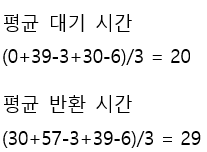 평균 대기 시간
(0+39-3+30-6)/3 = 20
평균 반환 시간
(30+57-3+39-6)/3 = 29